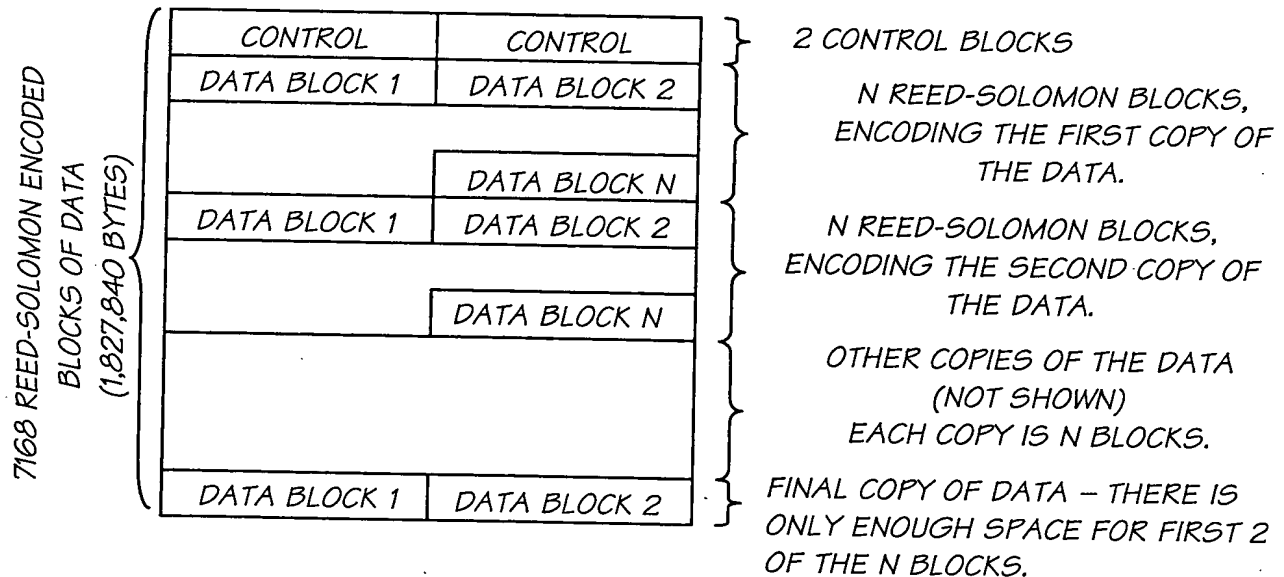 7168 REED-SOLOMON ENCODED
BLOCKS OF DATA
(1,827,840 BYTES)
CONTROL CONTROL
2 CONTROL BLOCKS
DATA BLOCK 1 DATA BLOCK 2
DATA BLOCK N
N REED-SOLOMON BLOCKS,
ENCODING THE FIRST COPY OF
THE DATA.
DATA BLOCK 1 DATA BLOCK 2
DATA BLOCK N
N REED-SOLOMON BLOCKS,
ENCODING THE SECOND COPY OF
THE DATA.
OTHER COPIES OF THE DATA
(NOT SHOWN)
EACH COPY IS N BLOCKS.
DATA BLOCK 1 DATA BLOCK 2
FINAL COPY OF DATA – THERE IS
ONLY ENOUGH SPACE FOR FIRST 2
OF THE N BLOCKS.